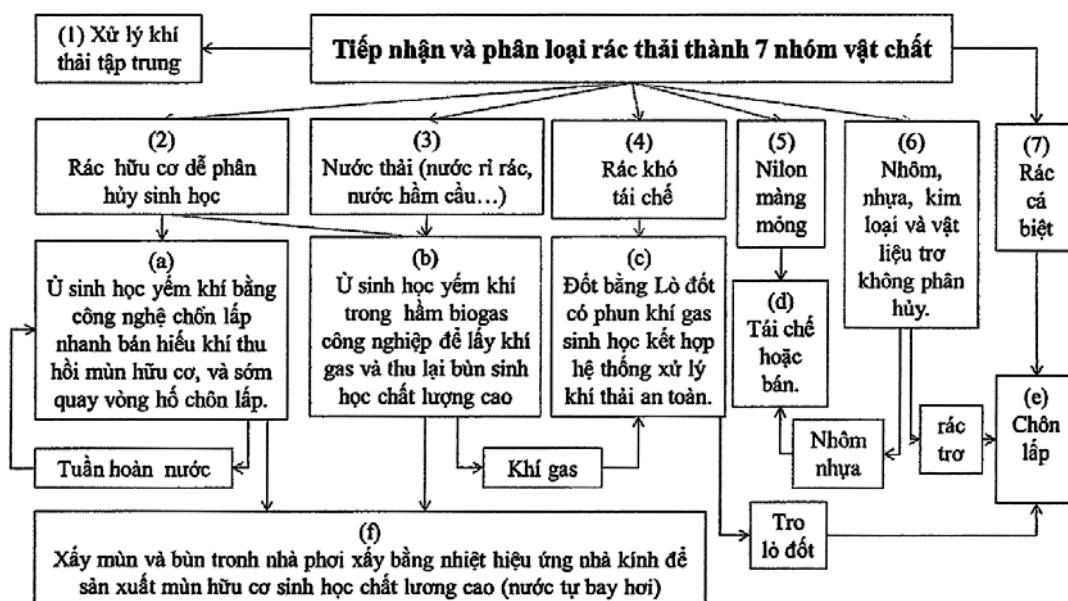 (1) Xử lý khí
thải tập trung
Tiếp nhận và phân loại rác thải thành 7 nhóm vật chất
(2)
Rác hữu cơ dễ phân
hủy sinh học
(3)
Nước thải (nước rỉ rác,
nước hầm cầu…)
(4)
Rác khó
tái chế
(5)
Nilon
màng
mỏng
(6)
Nhôm,
nhựa, kim
loại và vật
liệu trơ
không phân
hủy.
(7)
Rác
cá
biệt
(a)
Ủ sinh học yếm khí bằng
công nghệ chốn lấp
nhanh bán hiếu khí thu
hồi mùn hữu cơ, và sớm
quay vòng hố chôn lấp.
(b)
Ủ sinh học yếm khí
trong hầm biogas
công nghiệp để lấy khí
gas và thu lại bùn sinh
học chất lượng cao
(c)
Đốt bằng Lò đốt
có phun khí gas
sinh học kết hợp
hệ thống xử lý
khí thải an toàn.
(d)
Tái chế
hoặc
bán.
(e)
Chôn
lấp
Tuần hoàn nước
Khí gas
Nhôm
nhựa
rác
trơ
Tro
lò đốt
(f)
Xấy mùn và bùn tronh nhà phơi xấy bằng nhiệt hiệu ứng nhà kính để
sản xuất mùn hữu cơ sinh học chất lương cao (nước tự bay hơi)